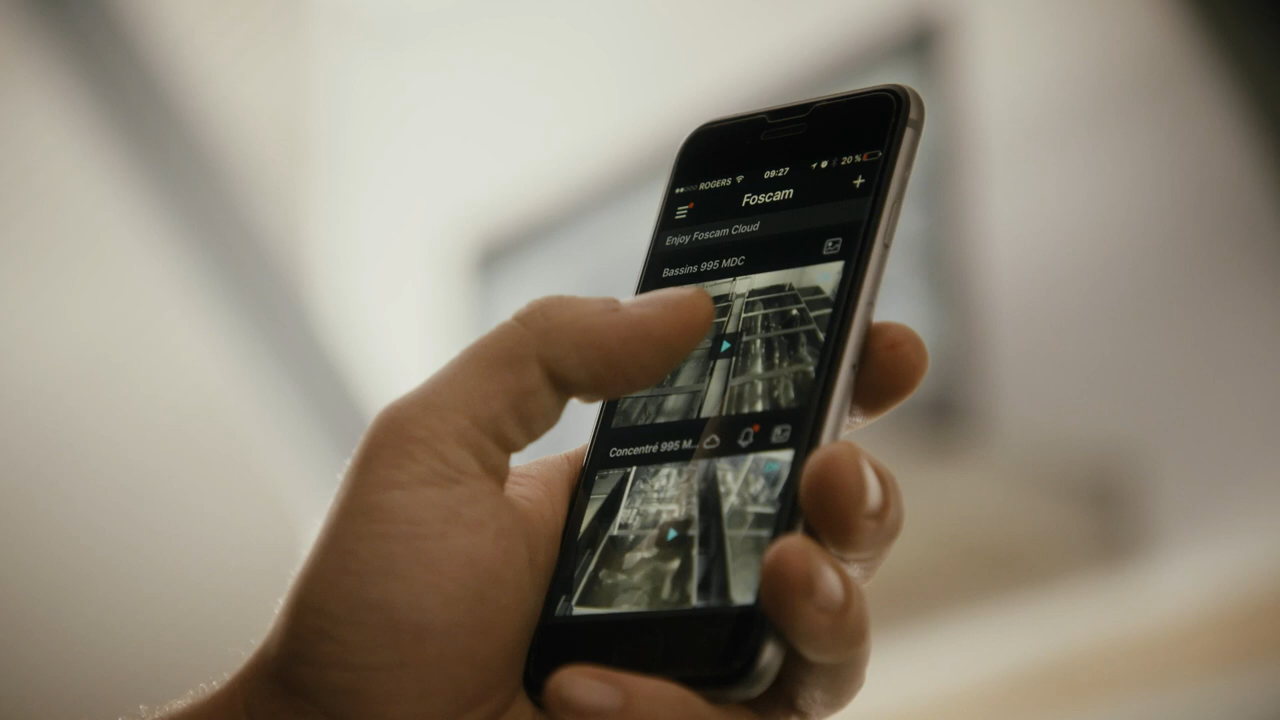 ROGERS 09:27 20%
Foscam
Enjoy Foscam Cloud
Bassins 995 MDC
Concentré 995 M...